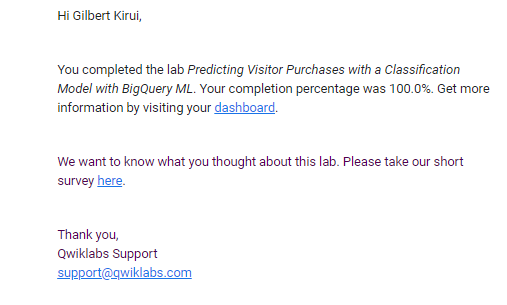 Hi Gilbert Kirui,
You completed the lab Predicting Visitor Purchases with a Classification
Model with BigQuery ML. Your completion percentage was 100.0%. Get more
information by visiting your dashboard.
We want to know what you thought about this lab. Please take our short
survey here.
Thank you,
Qwiklabs Support
support@qwiklabs.com